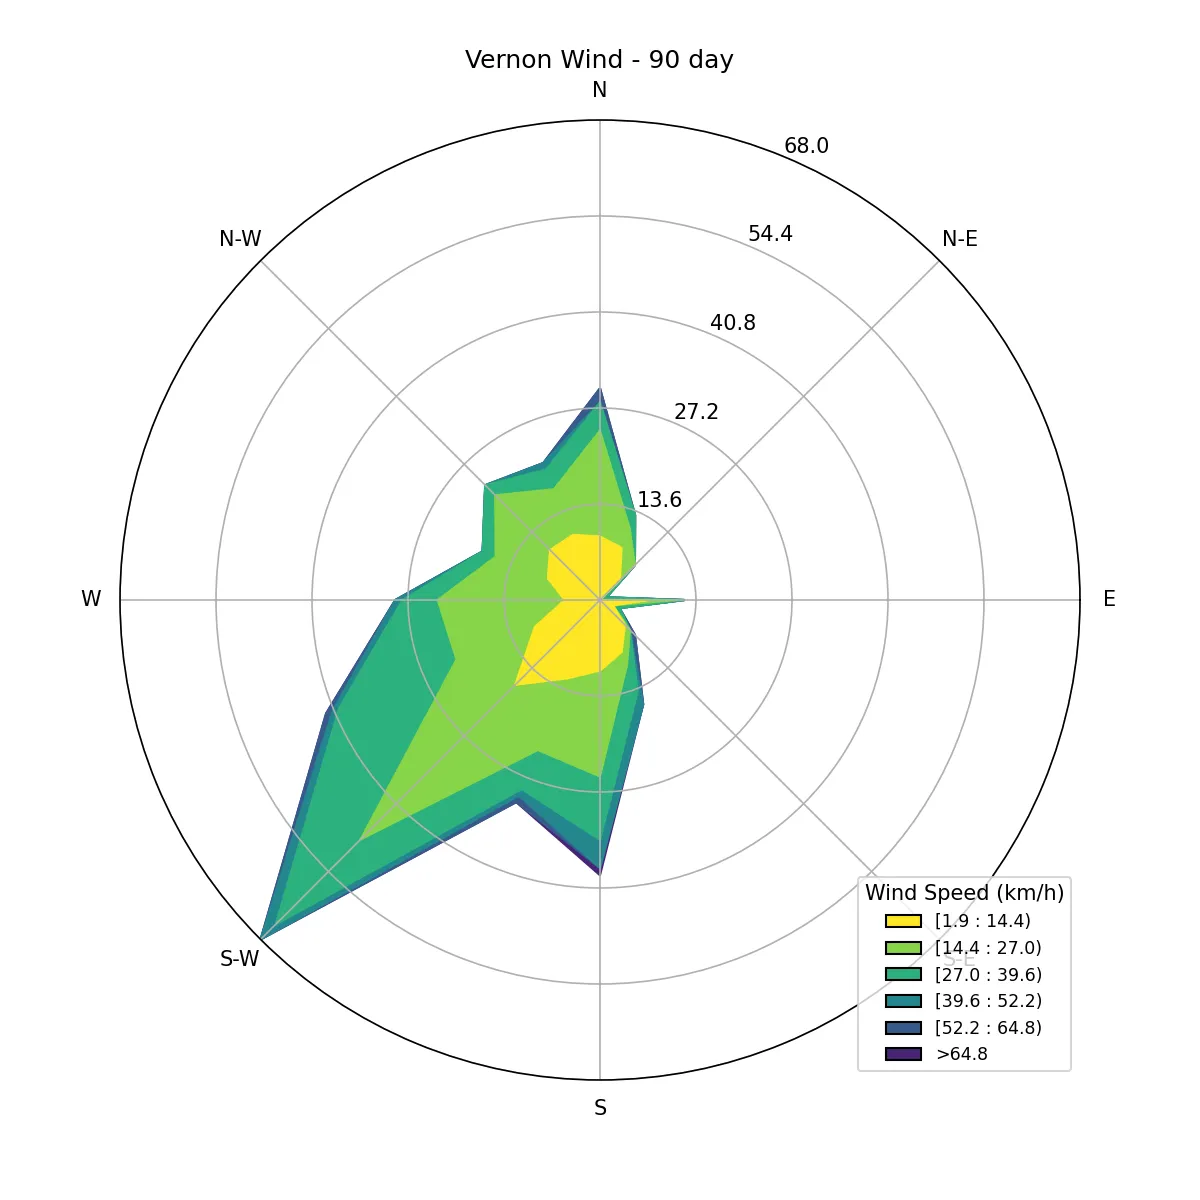 Vernon Wind - 90 day
N
68.0
N-W
54.4
N-E
40.8
27.2
13.6
W
E
S-W
S-E
S
Wind Speed (km/h)
[1.9 : 14.4)
[14.4 : 27.0)
[27.0 : 39.6)
[39.6 : 52.2)
[52.2 : 64.8)
>64.8